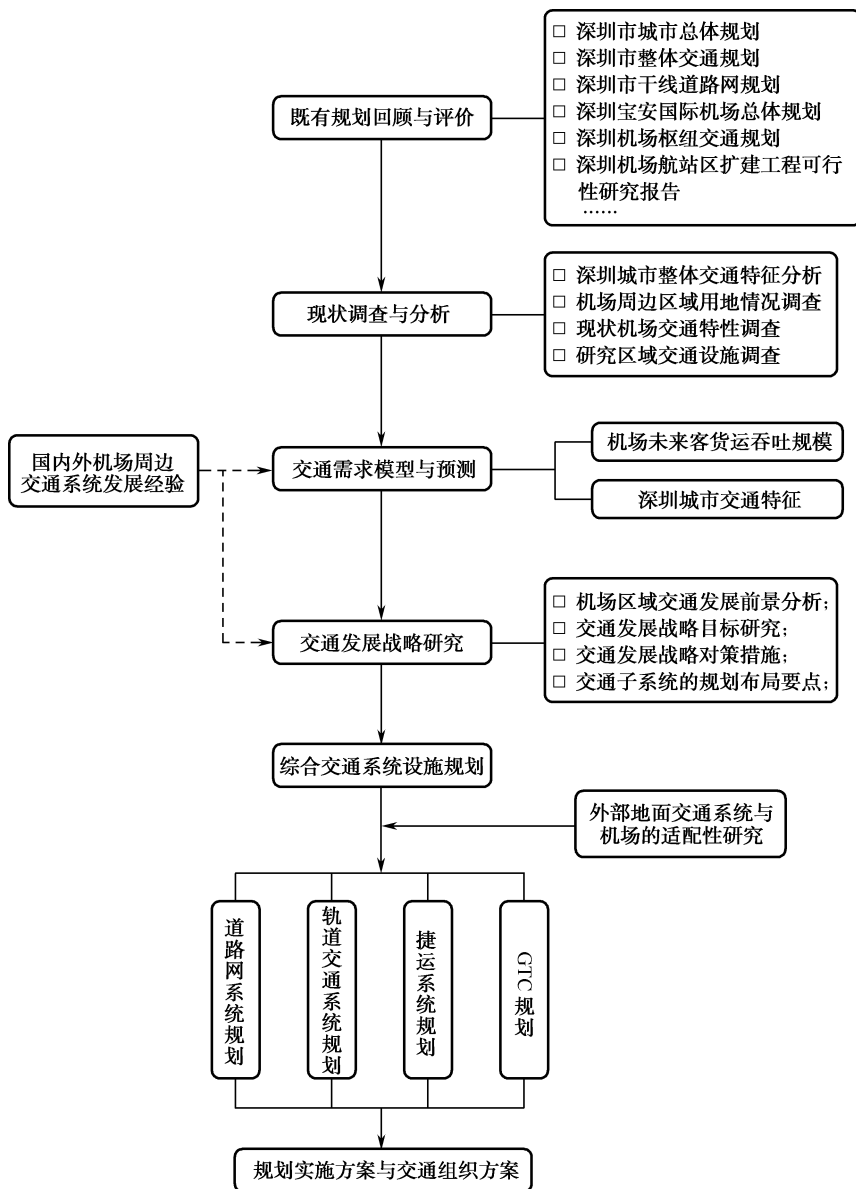 □ 深圳市城市总体规划
□ 深圳市整体交通规划
□ 深圳市干线道路网规划
□ 深圳宝安国际机场总体规划
□ 深圳机场枢纽交通规划
□ 深圳机场航站区扩建工程可行
性研究报告
……
既有规划回顾与评价
□ 深圳城市整体交通特征分析
□ 机场周边区域用地情况调查
□ 现状机场交通特性调查
□ 研究区域交通设施调查
现状调查与分析
国内外机场周边
交通系统发展经验
交通需求模型与预测
机场未来客货运吞吐规模
深圳城市交通特征
交通发展战略研究
□ 机场区域交通发展前景分析;
□ 交通发展战略目标研究;
□ 交通发展战略对策措施;
□ 交通子系统的规划布局要点;
综合交通系统设施规划
外部地面交通系统与
机场的适配性研究
道路网系统规划
轨道交通系统规划
捷运系统规划
GTC 规划
规划实施方案与交通组织方案